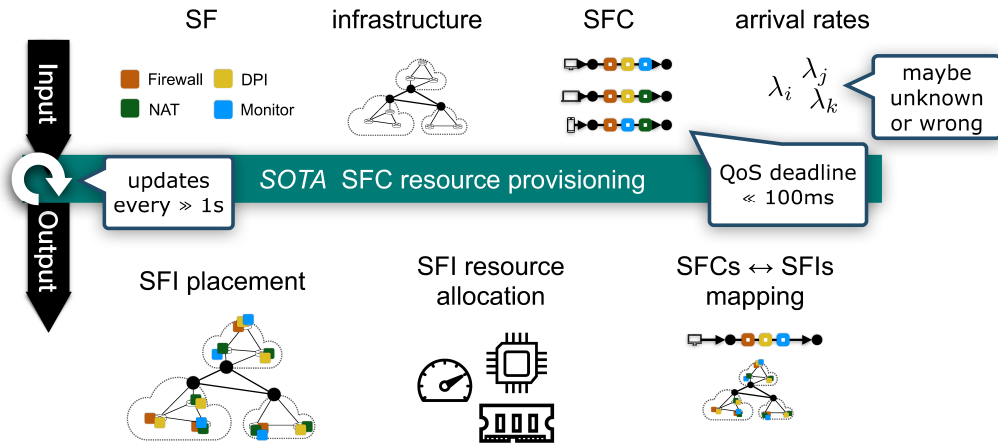 SF
infrastructure
SFC
arrival rates
Input
Firewall
DPI
NAT
Monitor
λi
λj
λk
maybe
unknown
or wrong
updates
every ≫ 1s
SOTA SFC resource provisioning
QoS deadline
≪ 100ms
Output
SFI placement
SFI resource
allocation
SFCs ↔ SFIs
mapping